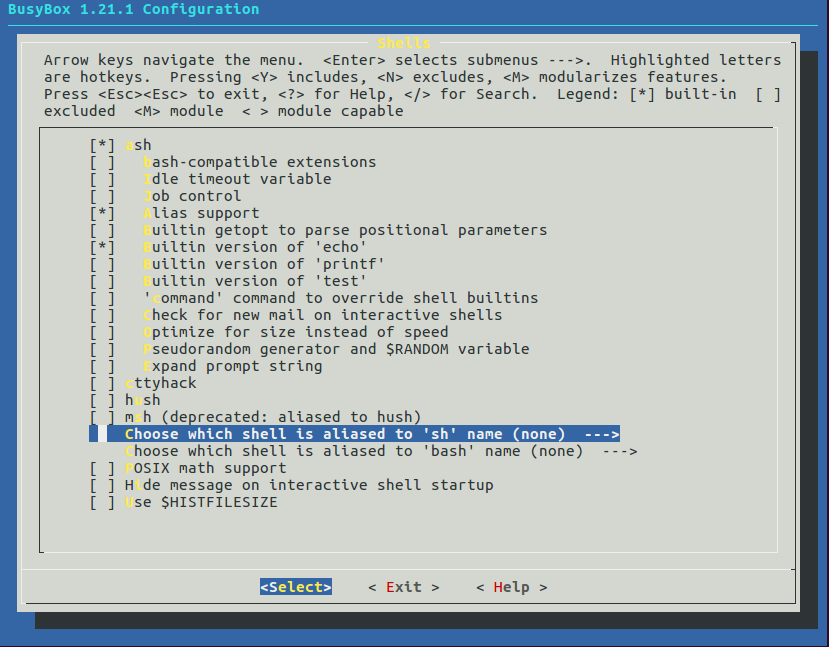 BusyBox 1.21.1 Configuration
Shells
Arrow keys navigate the menu.  <Enter> selects submenus --->.  Highlighted letters
are hotkeys.  Pressing <Y> includes, <N> excludes, <M> modularizes features.
Press <Esc><Esc> to exit, <?> for Help, </> for Search.  Legend: [*] built-in  [ ]
excluded  <M> module  < > module capable
[*] ash
[ ]   bash-compatible extensions
[ ]   Idle timeout variable
[ ]   Job control
[*]   Alias support
[ ]   Builtin getopt to parse positional parameters
[*]   Builtin version of 'echo'
[ ]   Builtin version of 'printf'
[ ]   Builtin version of 'test'
[ ]   'command' command to override shell builtins
[ ]   Check for new mail on interactive shells
[ ]   Optimize for size instead of speed
[ ]   Pseudorandom generator and $RANDOM variable
[ ]   Expand prompt string
[ ] cttyhack
[ ] hush
[ ] msh (deprecated: aliased to hush)
Choose which shell is aliased to 'sh' name (none)  --->
Choose which shell is aliased to 'bash' name (none)  --->
[ ] POSIX math support
[ ] Hide message on interactive shell startup
[ ] Use $HISTFILESIZE
<Select>    < Exit >    < Help >